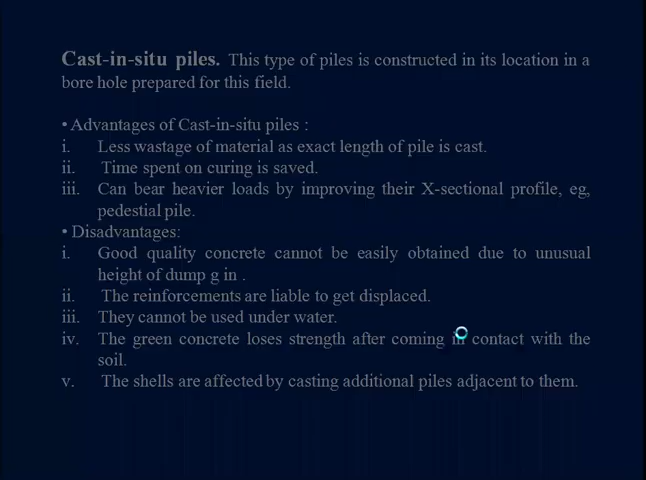 Cast-in-situ piles. This type of piles is constructed in its location in a
bore hole prepared for this field.
• Advantages of Cast-in-situ piles :
i. Less wastage of material as exact length of pile is cast.
ii. Time spent on curing is saved.
iii. Can bear heavier loads by improving their X-sectional profile, eg,
pedestial pile.
• Disadvantages:
i. Good quality concrete cannot be easily obtained due to unusual
height of dump g in .
ii. The reinforcements are liable to get displaced.
iii. They cannot be used under water.
iv. The green concrete loses strength after coming in contact with the
soil.
v. The shells are affected by casting additional piles adjacent to them.